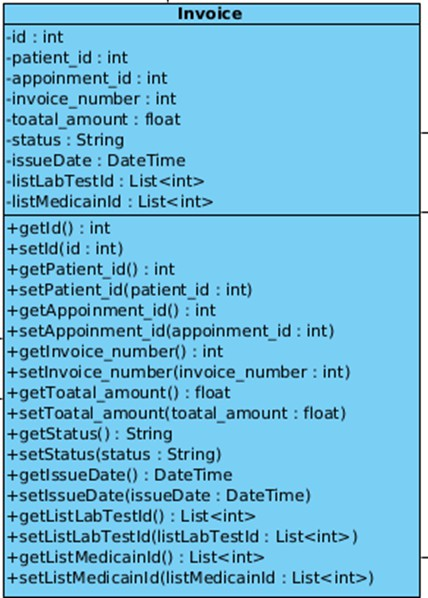 Invoice
-id : int
-patient_id : int
-appoinment_id : int
-invoice_number : int
-toatal_amount : float
-status : String
-issueDate : DateTime
-listLabTestId : List<int>
-listMedicainId : List<int>
+getId() : int
+setId(id : int)
+getPatient_id() : int
+setPatient_id(patient_id : int)
+getAppoinment_id() : int
+setAppoinment_id(appoinment_id : int)
+getInvoice_number() : int
+setInvoice_number(invoice_number : int)
+getToatal_amount() : float
+setToatal_amount(toatal_amount : float)
+getStatus() : String
+setStatus(status : String)
+getIssueDate() : DateTime
+setIssueDate(issueDate : DateTime)
+getListLabTestId() : List<int>
+setListLabTestId(listLabTestId : List<int>)
+getListMedicainId() : List<int>
+setListMedicainId(listMedicainId : List<int>)